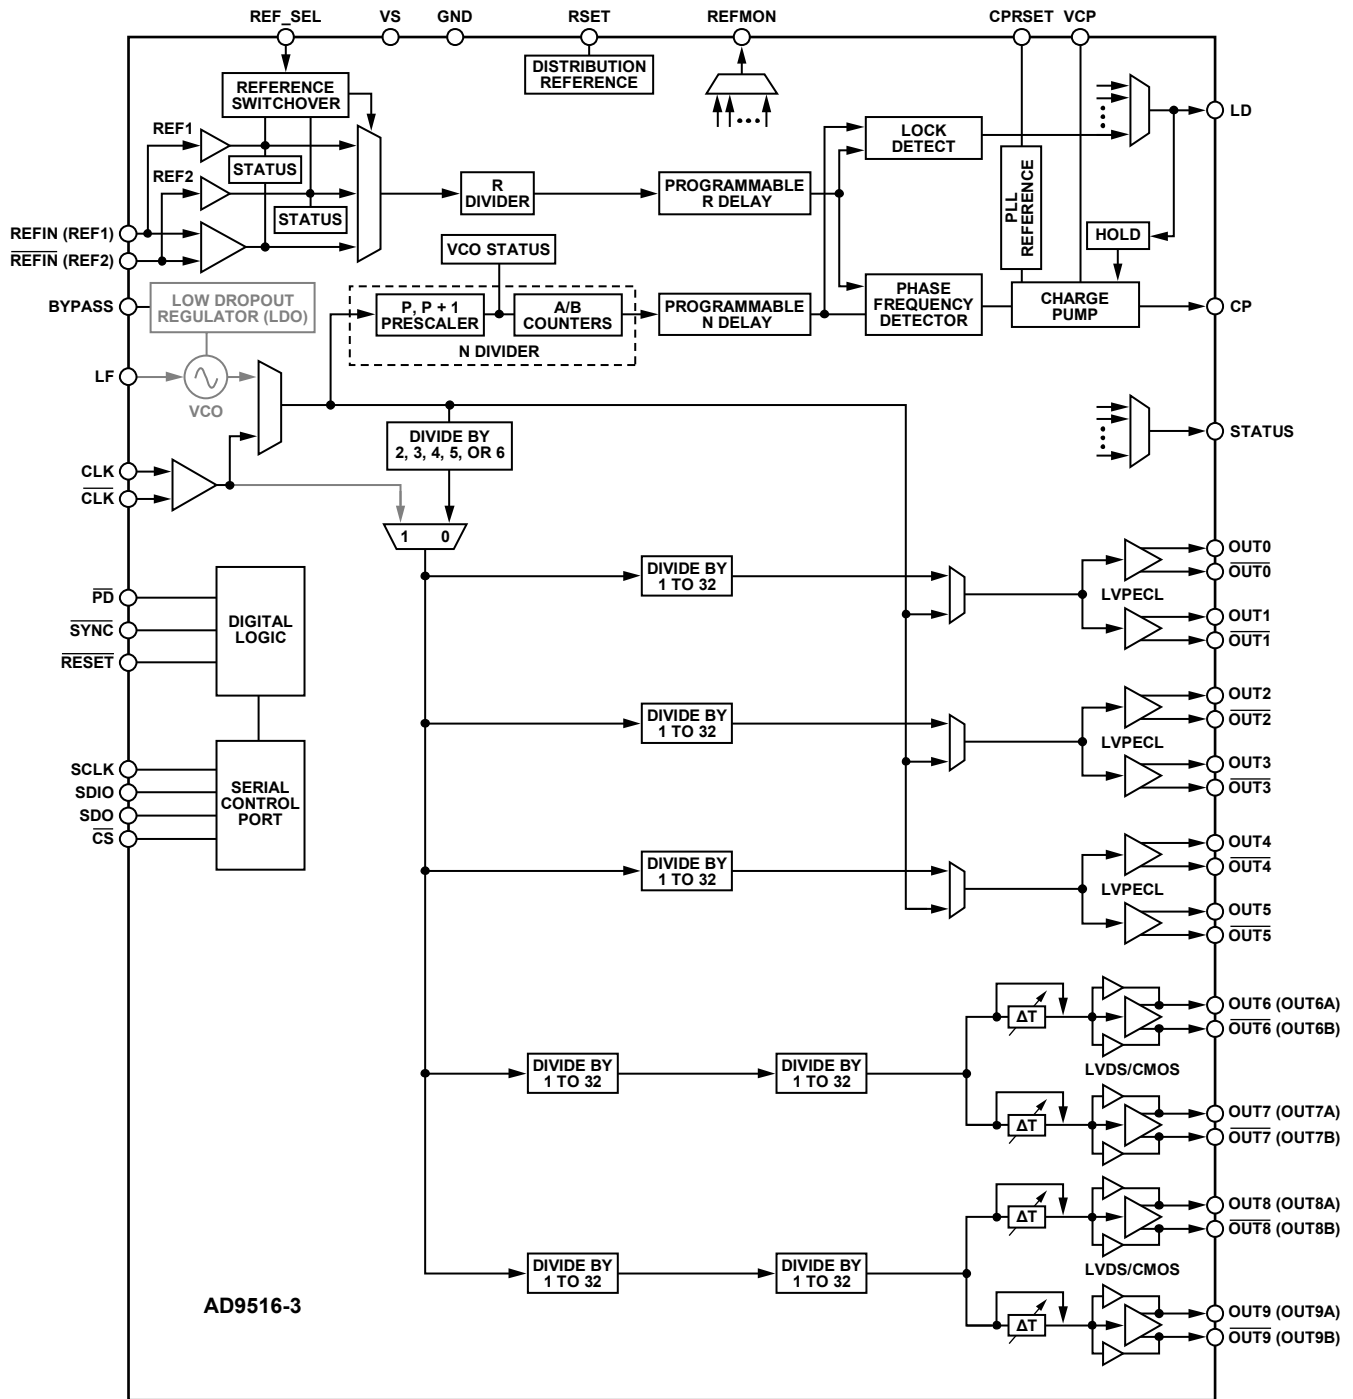 REF_SEL VS GND RSET REFMON CPRSET VCP
DISTRIBUTION
REFERENCE
REFERENCE
SWITCHOVER
REF1
STATUS
REF2
STATUS
R
DIVIDER
PROGRAMMABLE
R DELAY
LOCK
DETECT
LD
PLL
REFERENCE
HOLD
REFIN (REF1)
REFIN (REF2)
VCO STATUS
BYPASS
LOW DROPOUT
REGULATOR (LDO)
P, P + 1
PRESCALER
A/B
COUNTERS
N DIVIDER
PROGRAMMABLE
N DELAY
PHASE
FREQUENCY
DETECTOR
CHARGE
PUMP
CP
LF
VCO
DIVIDE BY
2, 3, 4, 5, OR 6
STATUS
CLK
CLK
1 0
DIVIDE BY
1 TO 32
LVPECL
OUT0
OUT0
OUT1
OUT1
PD
SYNC
RESET
DIGITAL
LOGIC
DIVIDE BY
1 TO 32
LVPECL
OUT2
OUT2
OUT3
OUT3
SCLK
SDIO
SDO
CS
SERIAL
CONTROL
PORT
DIVIDE BY
1 TO 32
LVPECL
OUT4
OUT4
OUT5
OUT5
DIVIDE BY
1 TO 32
DIVIDE BY
1 TO 32
ΔT
ΔT
LVDS/CMOS
OUT6 (OUT6A)
OUT6 (OUT6B)
OUT7 (OUT7A)
OUT7 (OUT7B)
DIVIDE BY
1 TO 32
DIVIDE BY
1 TO 32
ΔT
ΔT
LVDS/CMOS
OUT8 (OUT8A)
OUT8 (OUT8B)
OUT9 (OUT9A)
OUT9 (OUT9B)
AD9516-3